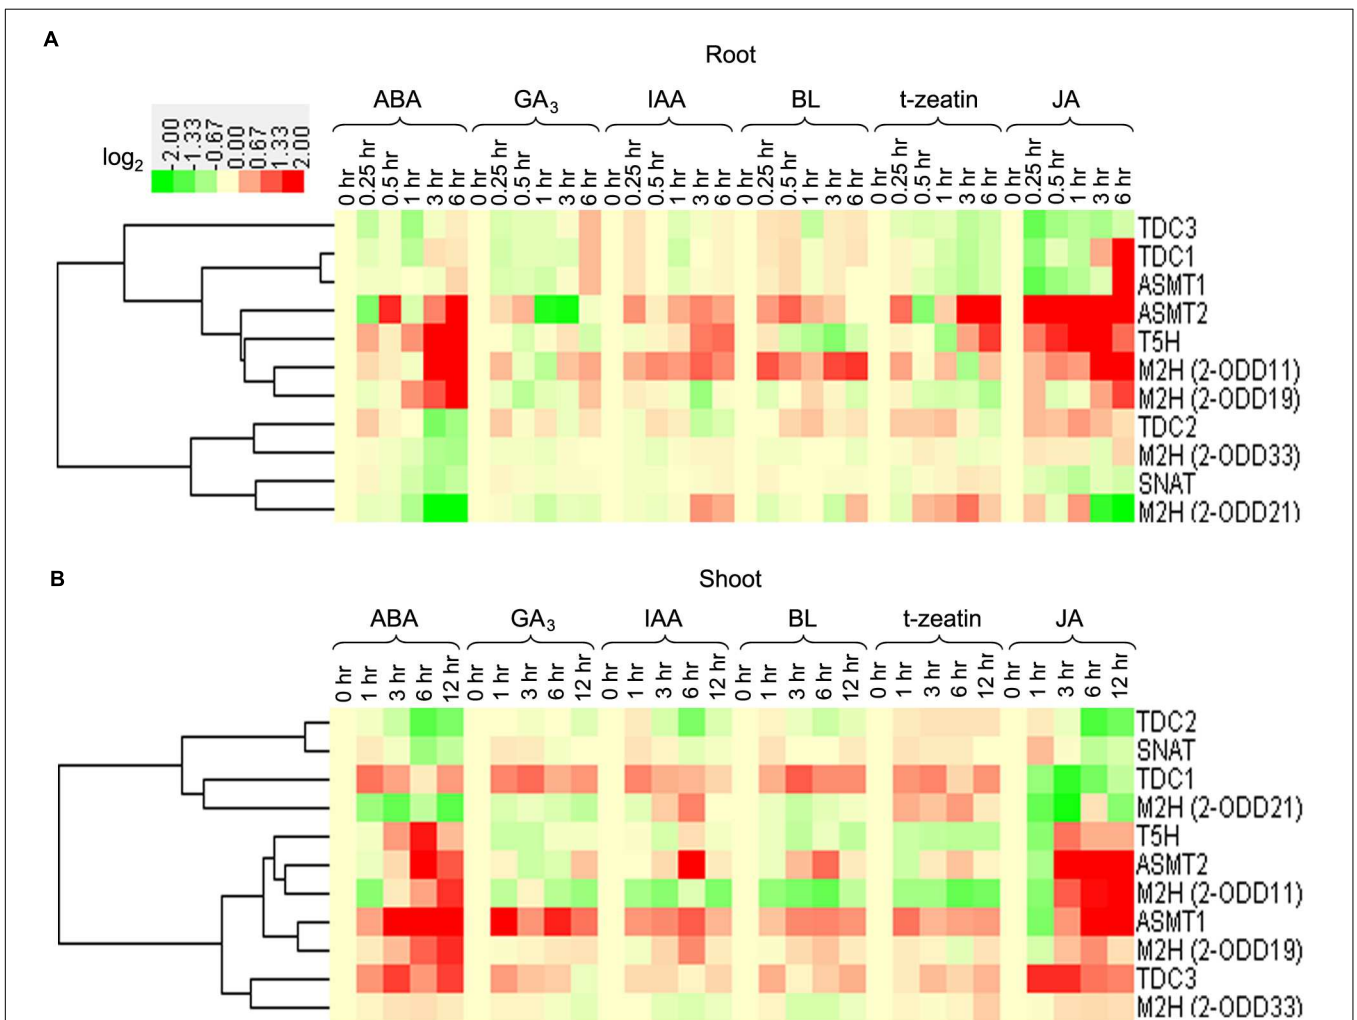 A
Root
ABA GA3 IAA BL t-zeatin JA
log2 -2.00 -1.33 -0.67 0.00 0.67 1.33 2.00
0 hr 0.25 hr 0.5 hr 1 hr 3 hr 6 hr 0 hr 0.25 hr 0.5 hr 1 hr 3 hr 6 hr 0 hr 0.25 hr 0.5 hr 1 hr 3 hr 6 hr 0 hr 0.25 hr 0.5 hr 1 hr 3 hr 6 hr 0 hr 0.25 hr 0.5 hr 1 hr 3 hr 6 hr 0 hr 0.25 hr 0.5 hr 1 hr 3 hr 6 hr
TDC3
TDC1
ASMT1
ASMT2
T5H
M2H (2-ODD11)
M2H (2-ODD19)
TDC2
M2H (2-ODD33)
SNAT
M2H (2-ODD21)
B
Shoot
ABA GA3 IAA BL t-zeatin JA
0 hr 1 hr 3 hr 6 hr 12 hr 0 hr 1 hr 3 hr 6 hr 12 hr 0 hr 1 hr 3 hr 6 hr 12 hr 0 hr 1 hr 3 hr 6 hr 12 hr 0 hr 1 hr 3 hr 6 hr 12 hr 0 hr 1 hr 3 hr 6 hr 12 hr
TDC2
SNAT
TDC1
M2H (2-ODD21)
T5H
ASMT2
M2H (2-ODD11)
ASMT1
M2H (2-ODD19)
TDC3
M2H (2-ODD33)